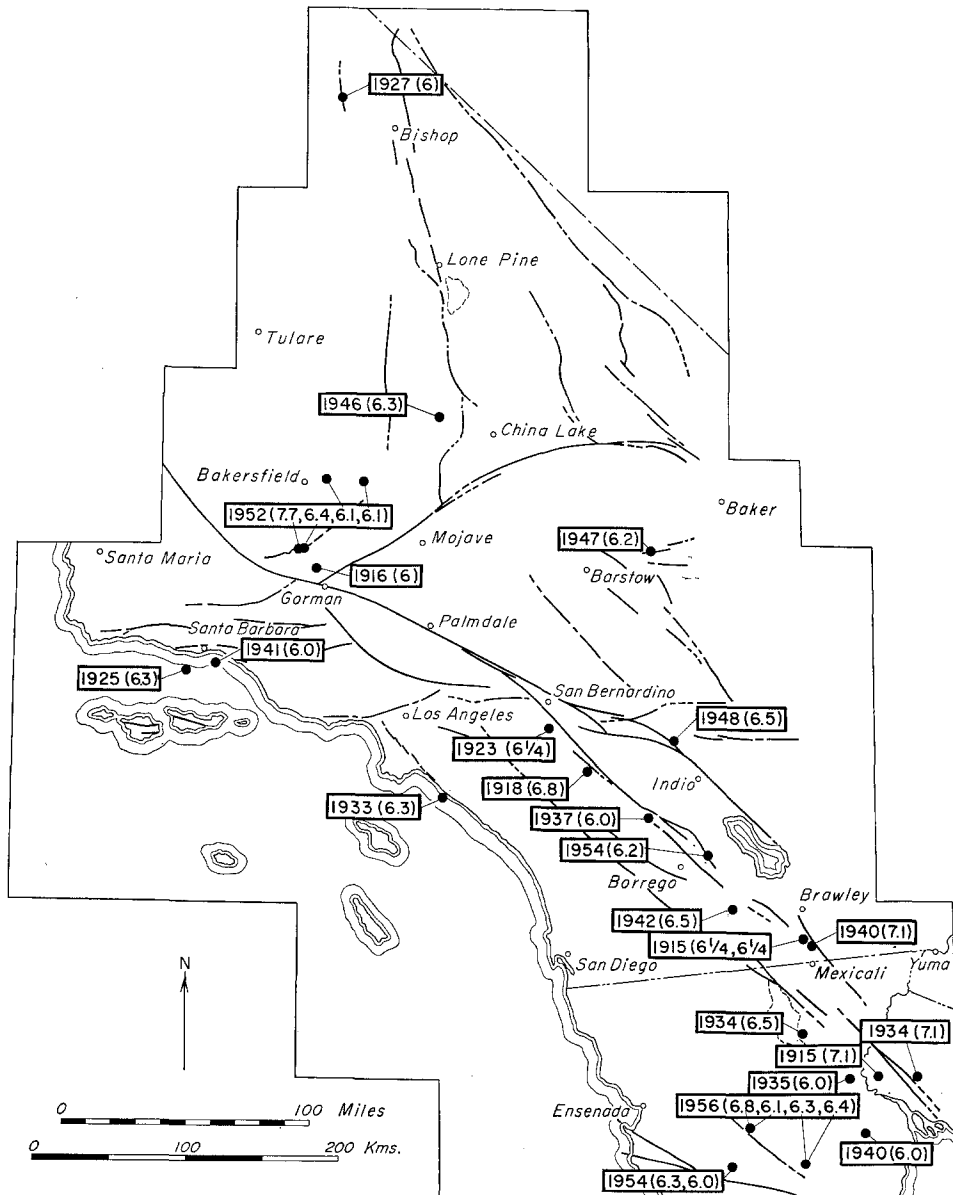 1927 (6)
Bishop
Lone Pine
Tulare
1946 (6.3)
China Lake
Bakersfield
Baker
1952 (7.7, 6.4, 6.1, 6.1)
Mojave
1947 (6.2)
Santa Maria
Barstow
1916 (6)
Gorman
Palmdale
Santa Barbara
1941 (6.0)
1925 (6.3)
San Bernardino
Los Angeles
1948 (6.5)
1923 (6 1/4)
1918 (6.8)
Indio
1933 (6.3)
1937 (6.0)
1954 (6.2)
Borrego
Brawley
1942 (6.5)
1940 (7.1)
1915 (6 1/4, 6 1/4)
San Diego
Mexicali
Yuma
N
1934 (6.5)
1934 (7.1)
1915 (7.1)
1935 (6.0)
1956 (6.8, 6.1, 6.3, 6.4)
Ensenada
0 100 Miles
0 100 200 Kms.
1940 (6.0)
1954 (6.3, 6.0)